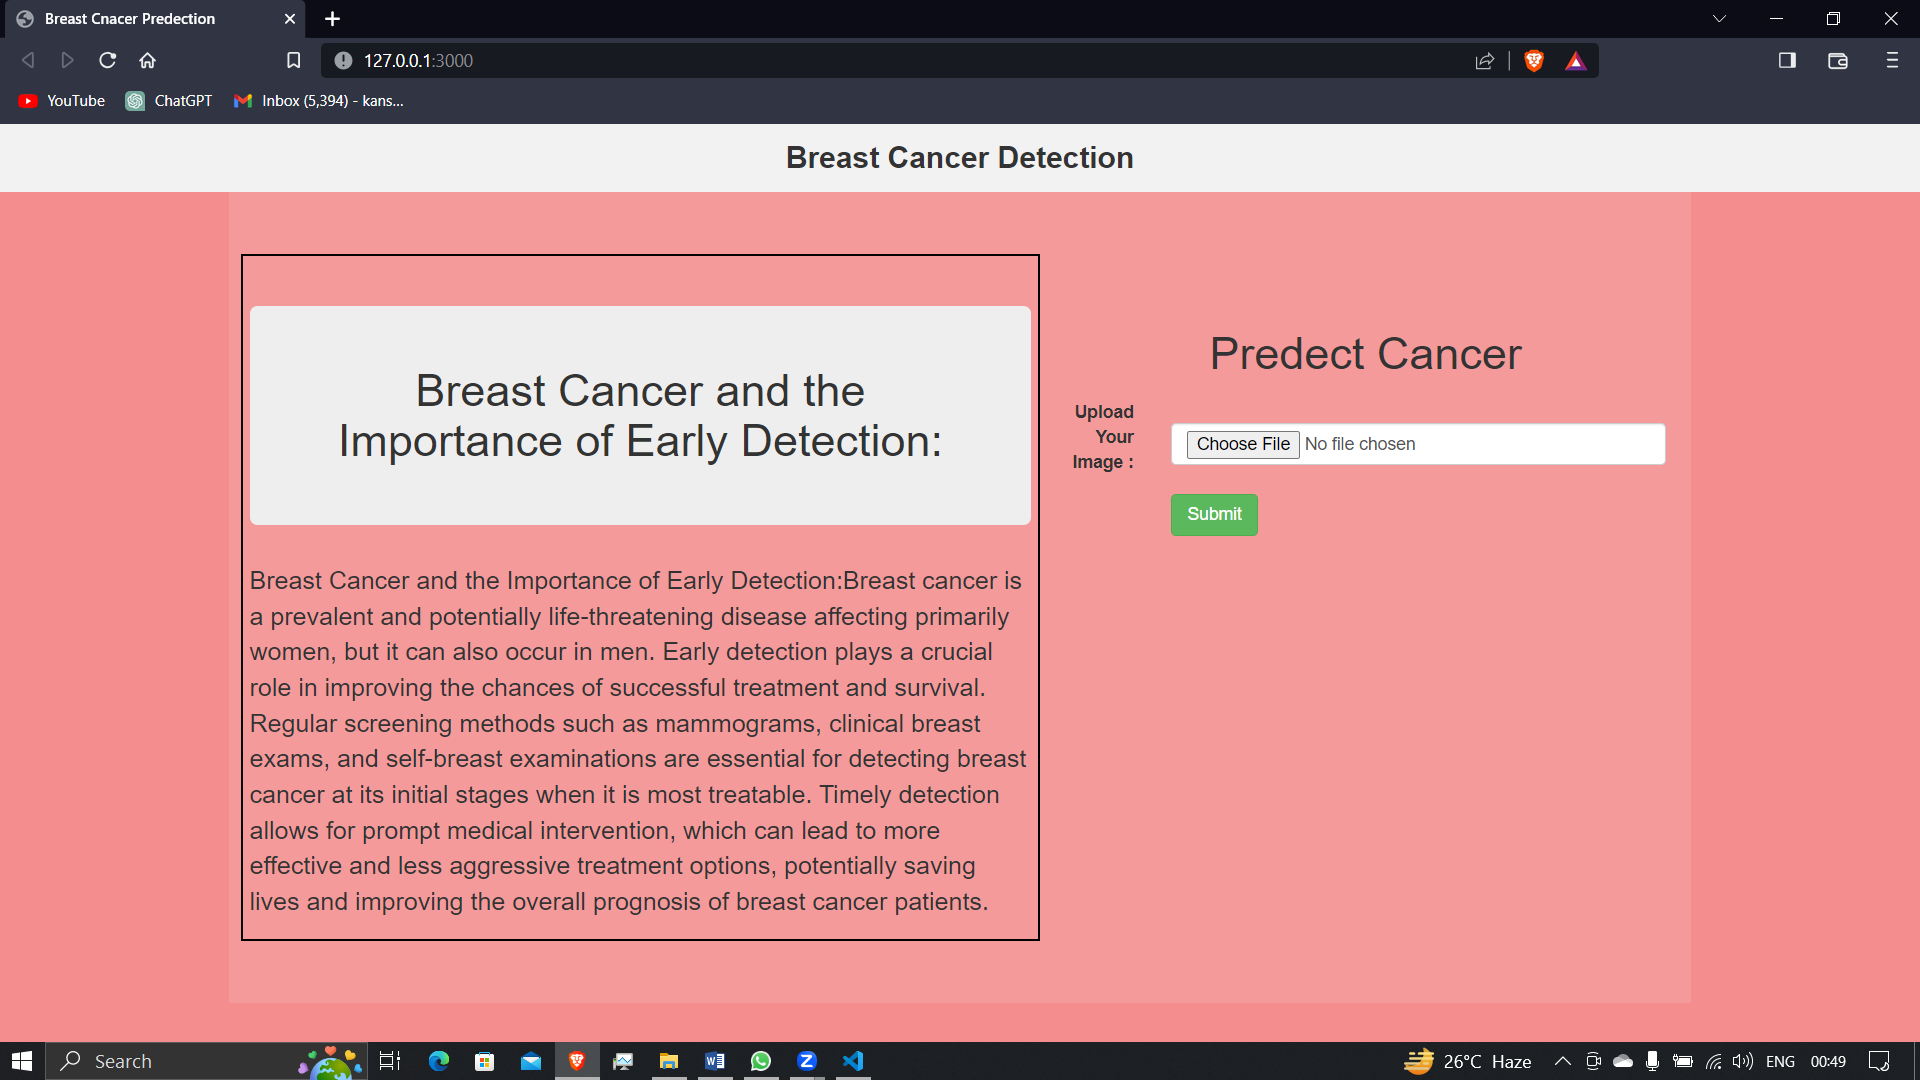 Breast Cnacer Predection
127.0.0.1:3000
YouTube
ChatGPT
Inbox (5,394) - kans...
Breast Cancer Detection
Breast Cancer and the
Importance of Early Detection:
Breast Cancer and the Importance of Early Detection:Breast cancer is
a prevalent and potentially life-threatening disease affecting primarily
women, but it can also occur in men. Early detection plays a crucial
role in improving the chances of successful treatment and survival.
Regular screening methods such as mammograms, clinical breast
exams, and self-breast examinations are essential for detecting breast
cancer at its initial stages when it is most treatable. Timely detection
allows for prompt medical intervention, which can lead to more
effective and less aggressive treatment options, potentially saving
lives and improving the overall prognosis of breast cancer patients.
Predect Cancer
Upload
Your
Image :
Choose File No file chosen
Submit
Search
26°C Haze
ENG
00:49